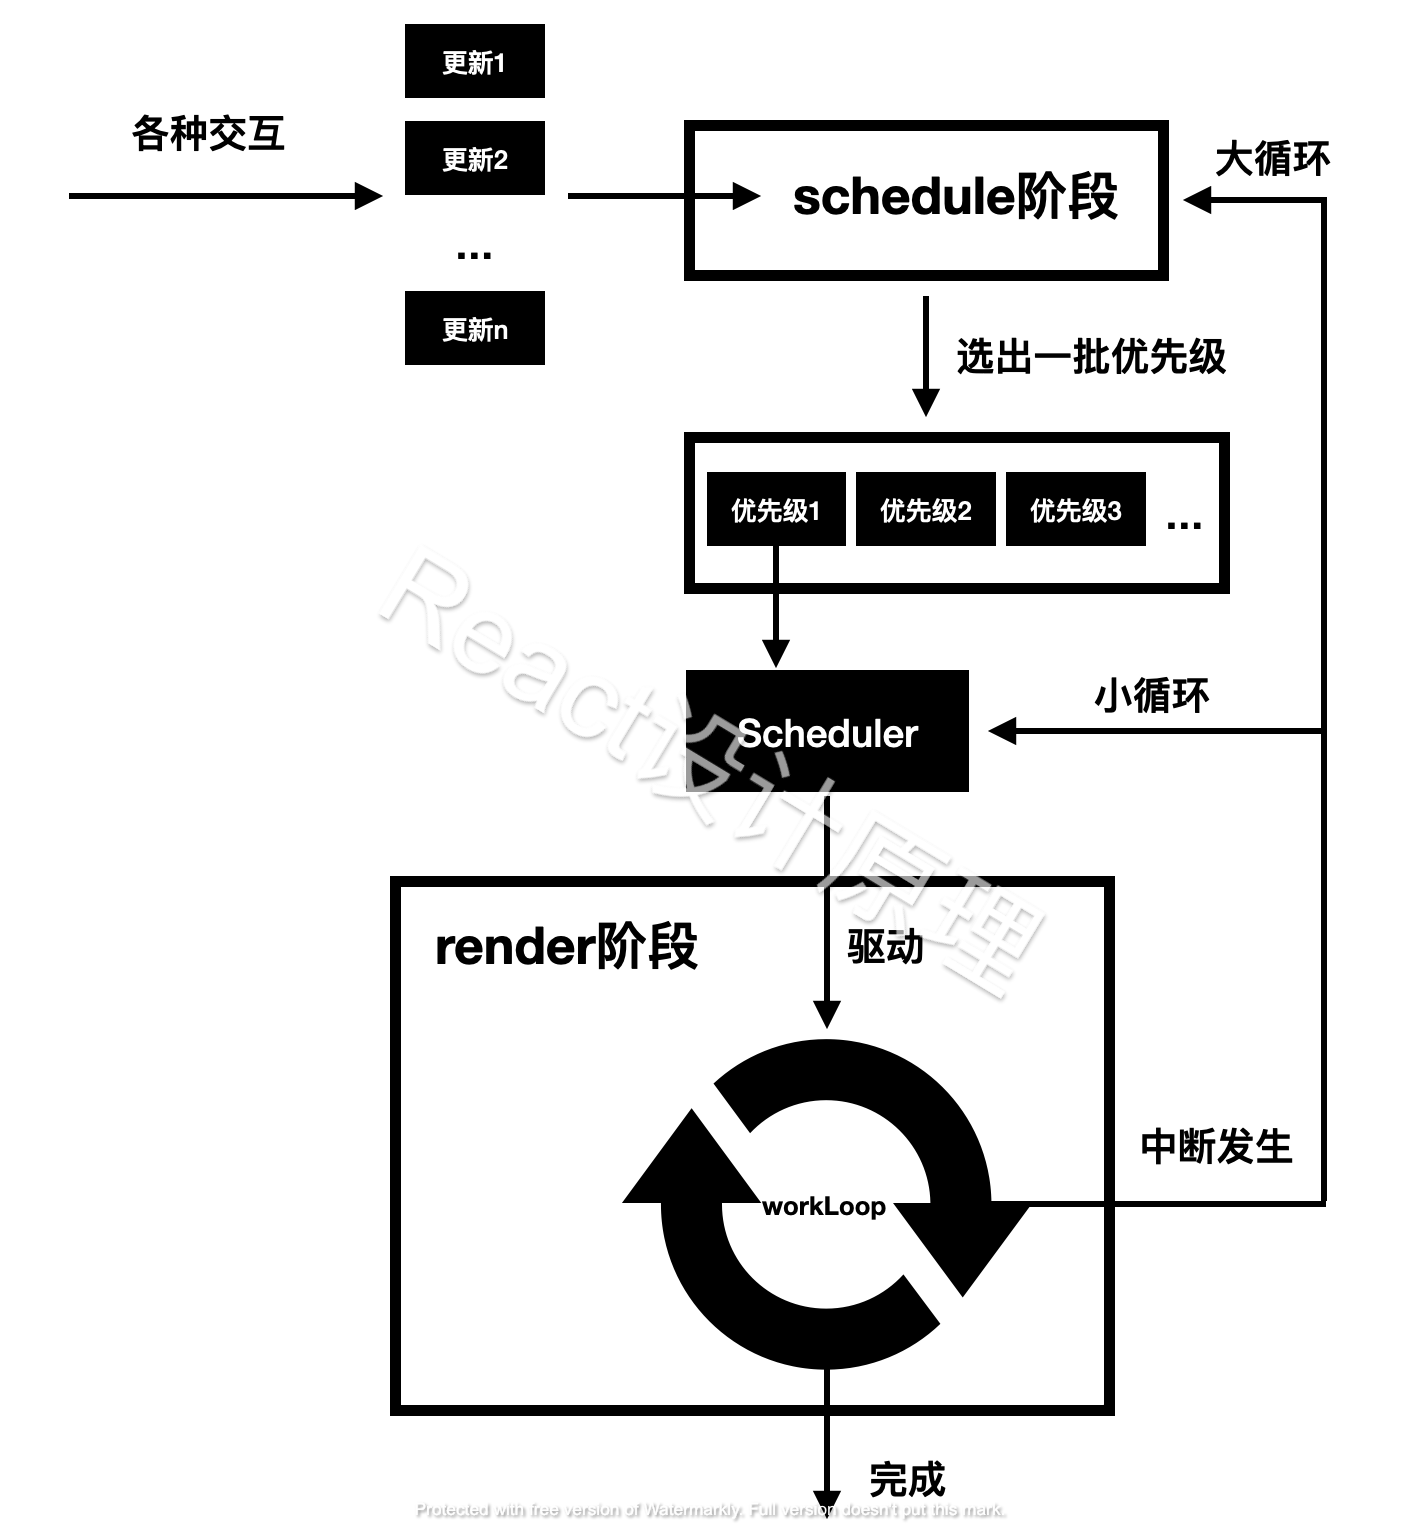 更新1
各种交互
更新2
...
更新n
schedule阶段
大循环
选出一批优先级
优先级1 优先级2 优先级3 ...
Scheduler
小循环
React设计原理
render阶段
驱动
workLoop
中断发生
完成
Protected with free version of Watermarkly. Full version doesn't put this mark.